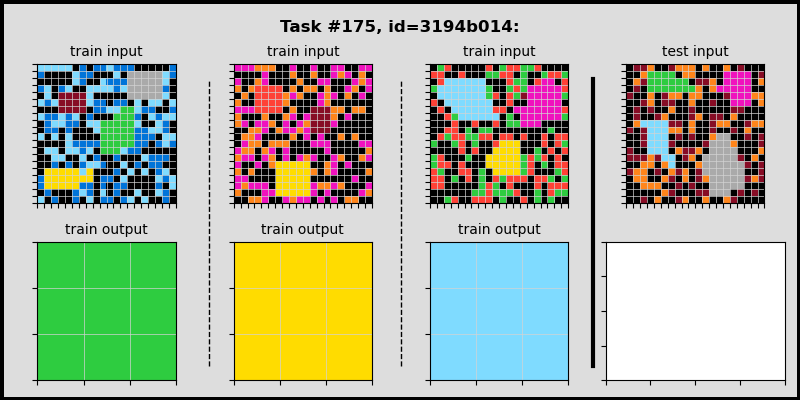 Task #175, id=3194b014:
train input
train input
train input
test input
train output
train output
train output